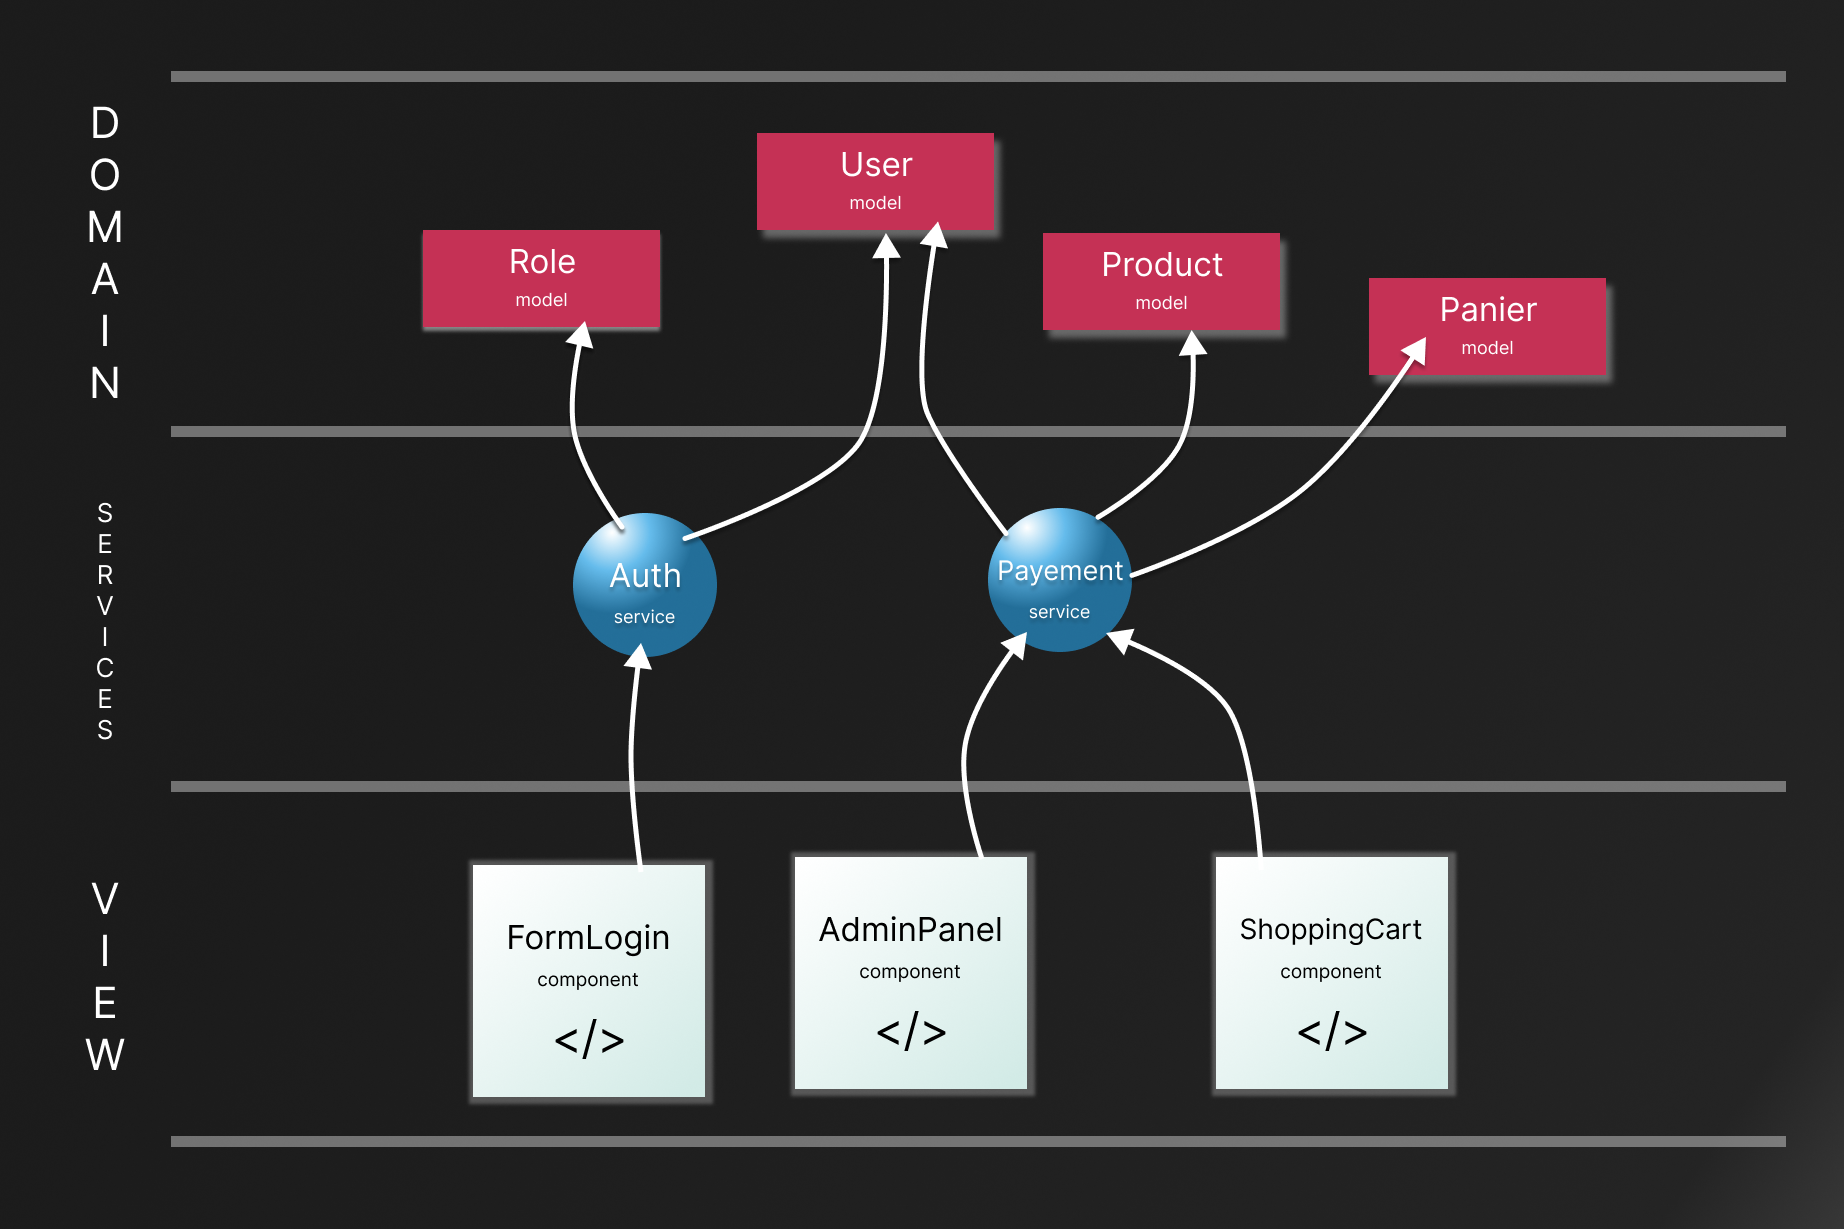 DOMAIN
User
model
Role
model
Product
model
Panier
model
SERVICES
Auth
service
Payement
service
VIEW
FormLogin
component
</>
AdminPanel
component
</>
ShoppingCart
component
</>